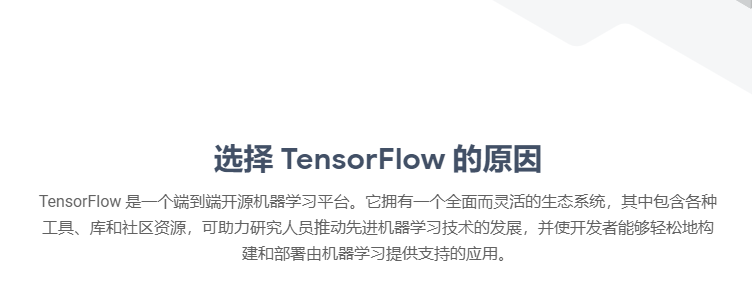 选择 TensorFlow 的原因
TensorFlow 是一个端到端开源机器学习平台。它拥有一个全面而灵活的生态系统，其中包含各种
工具、库和社区资源，可助力研究人员推动先进机器学习技术的发展，并使开发者能够轻松地构
建和部署由机器学习提供支持的应用。